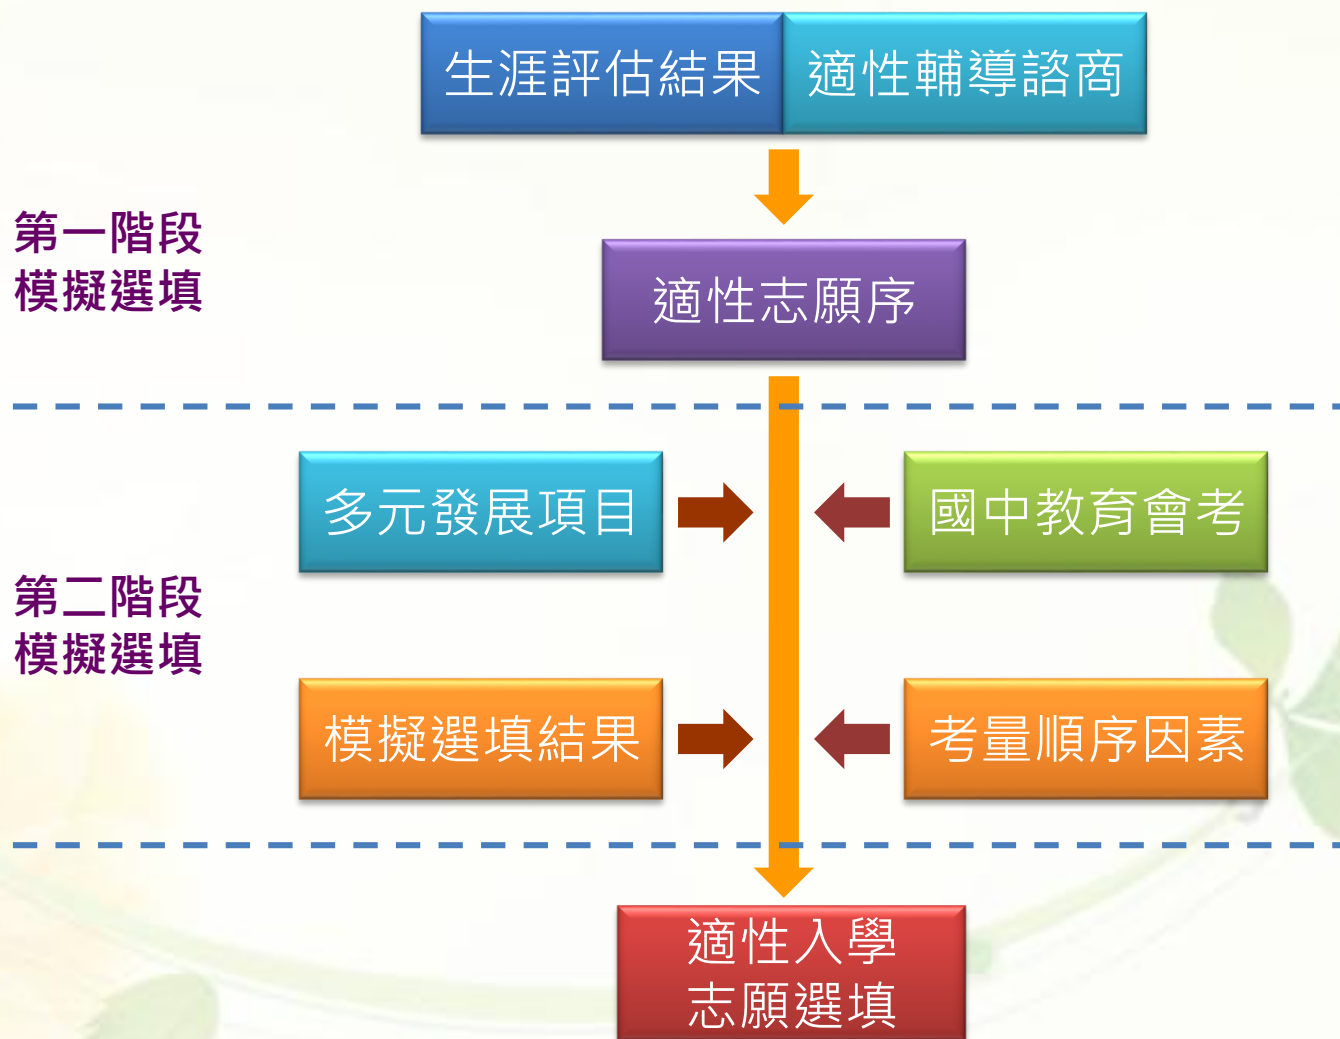 生涯評估結果
適性輔導諮商
第一階段
模擬選填
適性志願序
多元發展項目
國中教育會考
第二階段
模擬選填
模擬選填結果
考量順序因素
適性入學
志願選填